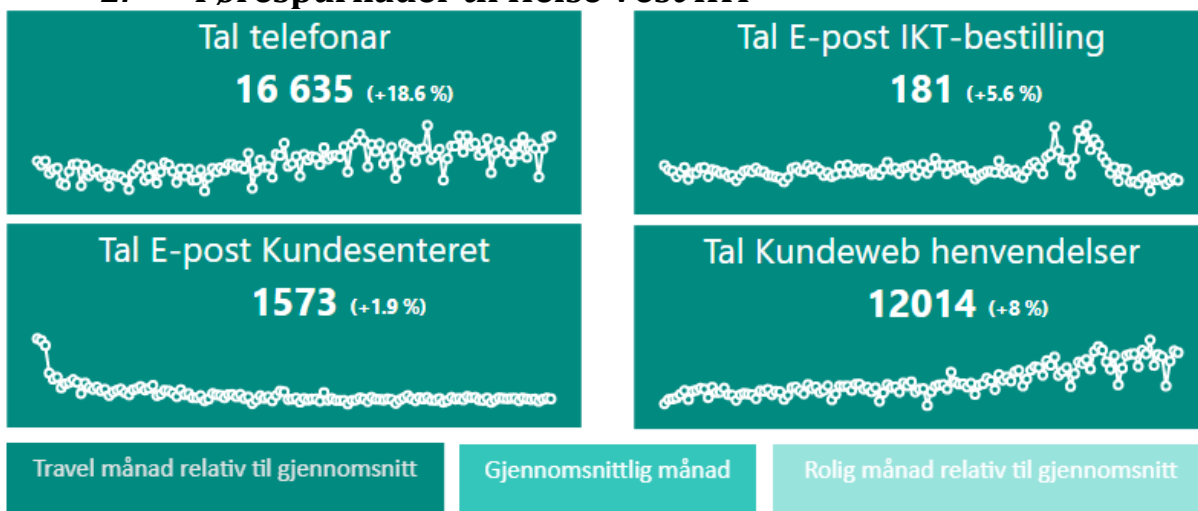 Tal telefonar
16 635 (+18.6 %)
Tal E-post IKT-bestilling
181 (+5.6 %)
Tal E-post Kundesenteret
1573 (+1.9 %)
Tal Kundeweb henvendelser
12014 (+8 %)
Travel månad relativ til gjennomsnitt
Gjennomsnittlig månad
Rolig månad relativ til gjennomsnitt